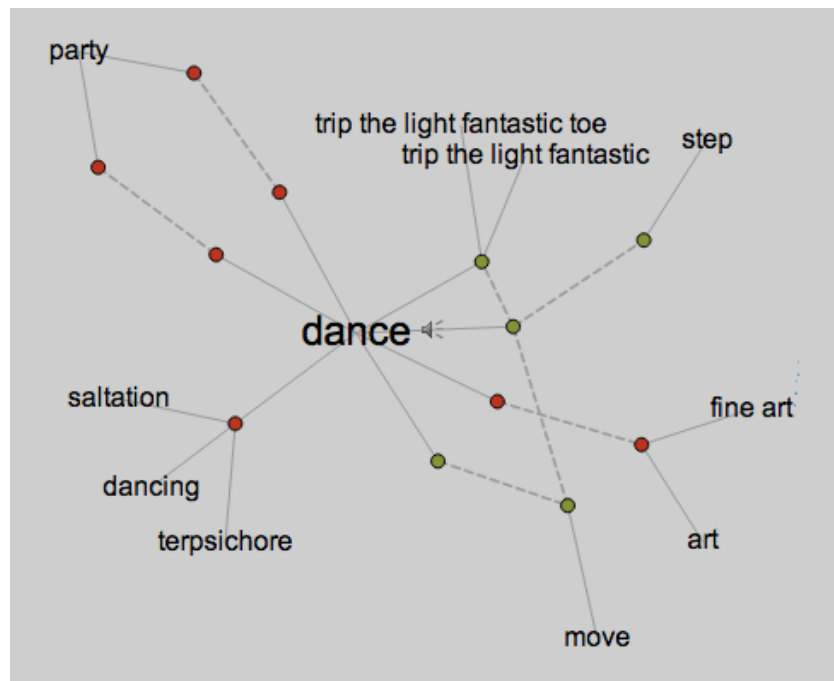 party
trip the light fantastic toe
trip the light fantastic
step
dance
saltation
fine art
dancing
terpsichore
art
move